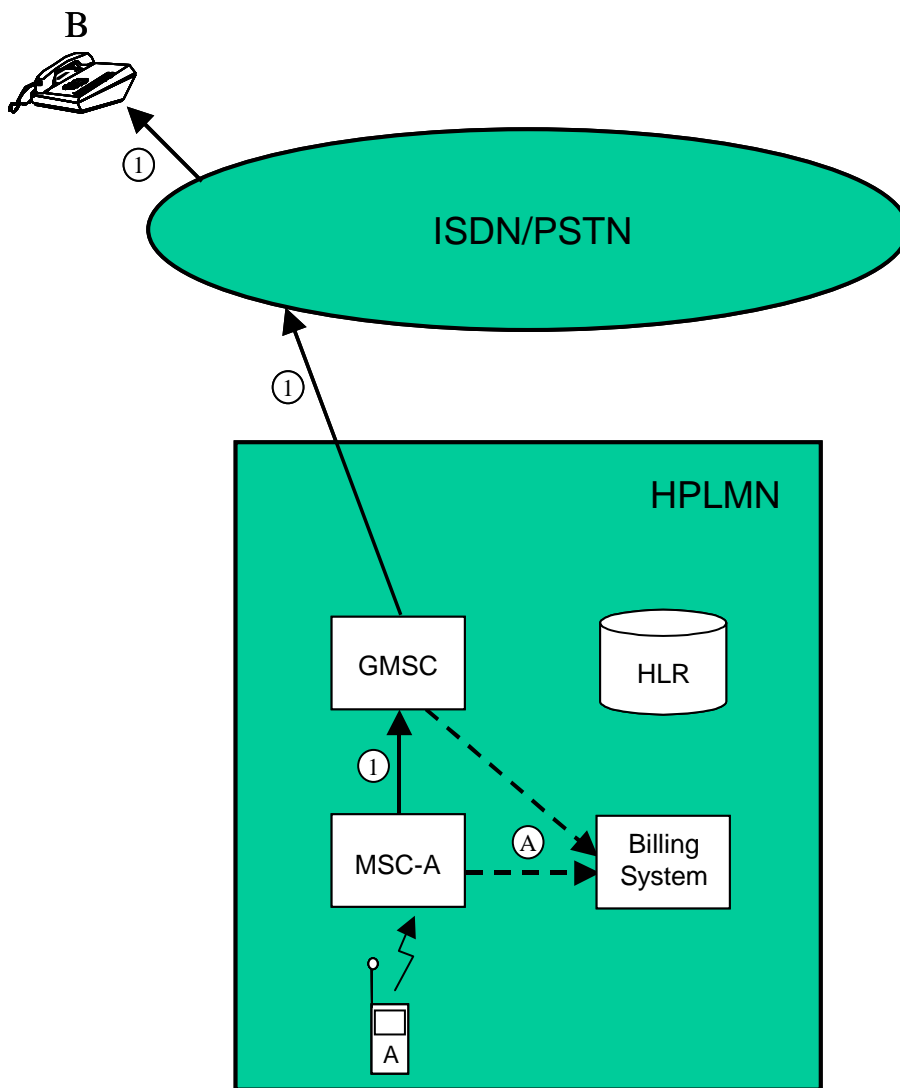 B
1
ISDN/PSTN
1
HPLMN
GMSC
HLR
1
A
MSC-A
Billing
System
A